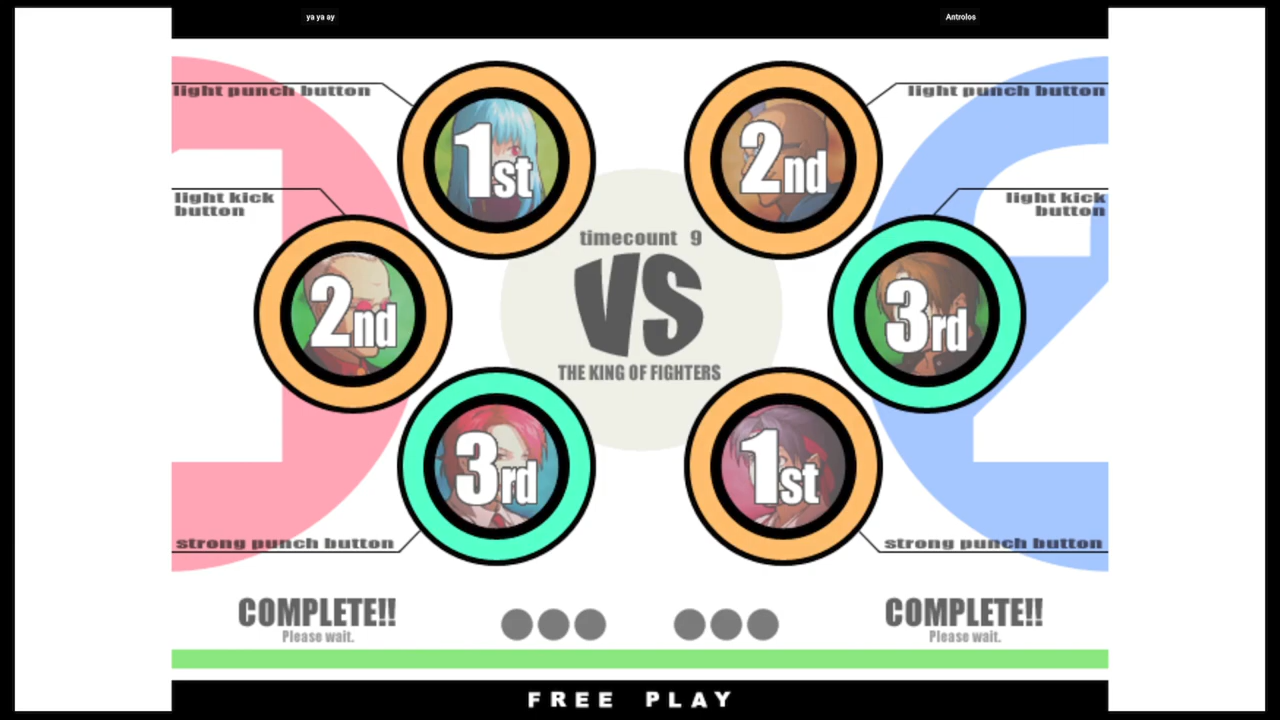 ya ya ay
Antrolos
light punch button
light punch button
1st
2nd
light kick
button
light kick
button
timecount 9
VS
THE KING OF FIGHTERS
2nd
3rd
3rd
1st
strong punch button
strong punch button
COMPLETE!!
Please wait.
COMPLETE!!
Please wait.
FREE PLAY